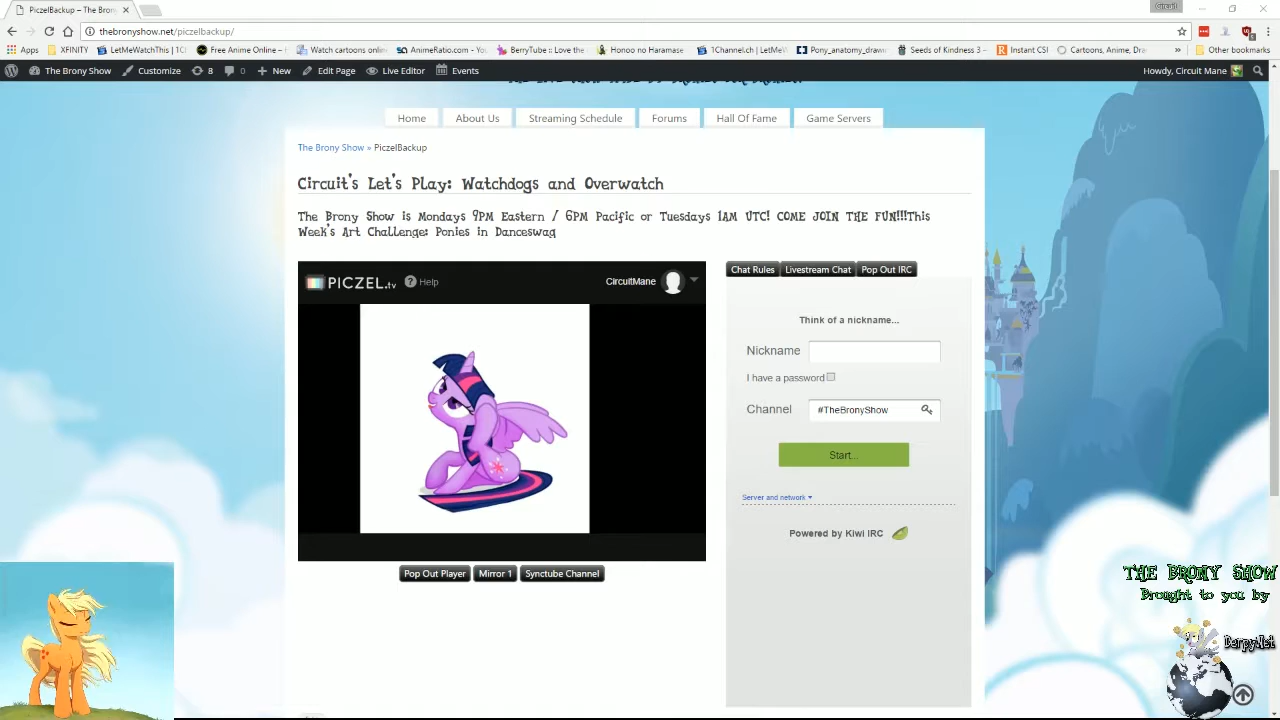 PiczelBackup – The Bron
Circuit
thebronyshow.net/piczelbackup/
Apps
XFINITY
LetMeWatchThis | 1C
Free Anime Online –
Watch cartoons onlin
AnimeRatio.com - You
BerryTube :: Love the
Honoo no Haramase
1Channel.ch | LetMeW
Pony_anatomy_draw
Seeds of Kindness 3 –
Instant CSI
Cartoons, Anime, Dra
»
Other bookmarks
The Brony Show
Customize
8
0
New
Edit Page
Live Editor
Events
Howdy, Circuit Mane
Home
About Us
Streaming Schedule
Forums
Hall Of Fame
Game Servers
The Brony Show » PiczelBackup
Circuit's Let's Play: Watchdogs and Overwatch
The Brony Show is Mondays 9PM Eastern / 6PM Pacific or Tuesdays 1AM UTC! COME JOIN THE FUN!!!This
Week's Art Challenge: Ponies in Danceswag
PICZEL.tv
Help
CircuitMane
Pop Out Player
Mirror 1
Synctube Channel
Chat Rules
Livestream Chat
Pop Out IRC
Think of a nickname...
Nickname
I have a password
Channel
#TheBronyShow
Start...
Server and network
Powered by Kiwi IRC
THE BRONY SHOW
Brought to you by
DerpyNet